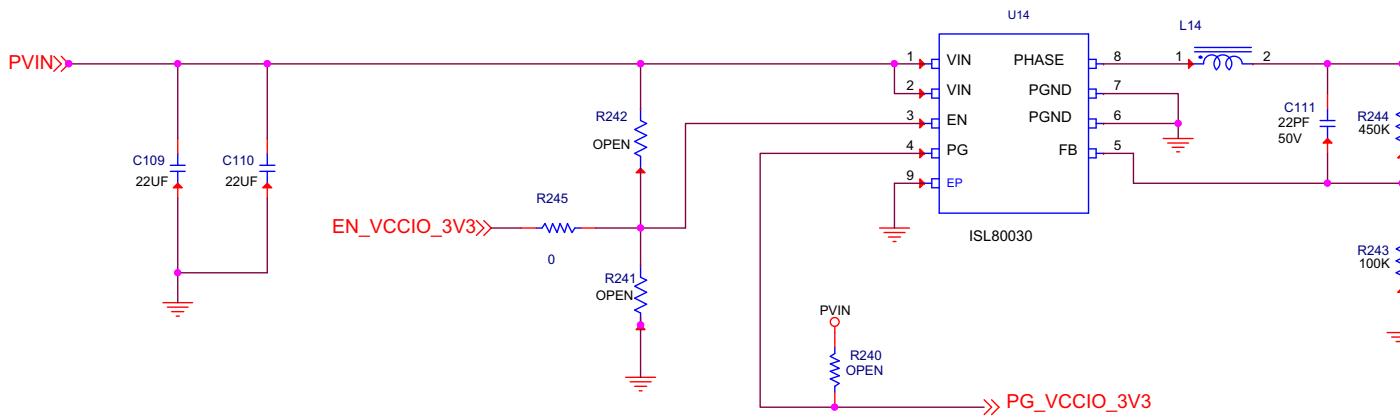 U14
L14
PVIN
1
VIN
PHASE
8
1
2
2
VIN
PGND
7
R242
OPEN
3
EN
PGND
6
C111
22PF
50V
R244
450K
4
PG
FB
5
C109
22UF
C110
22UF
9
EP
R245
EN_VCCIO_3V3
0
ISL80030
R243
100K
R241
OPEN
PVIN
R240
OPEN
PG_VCCIO_3V3